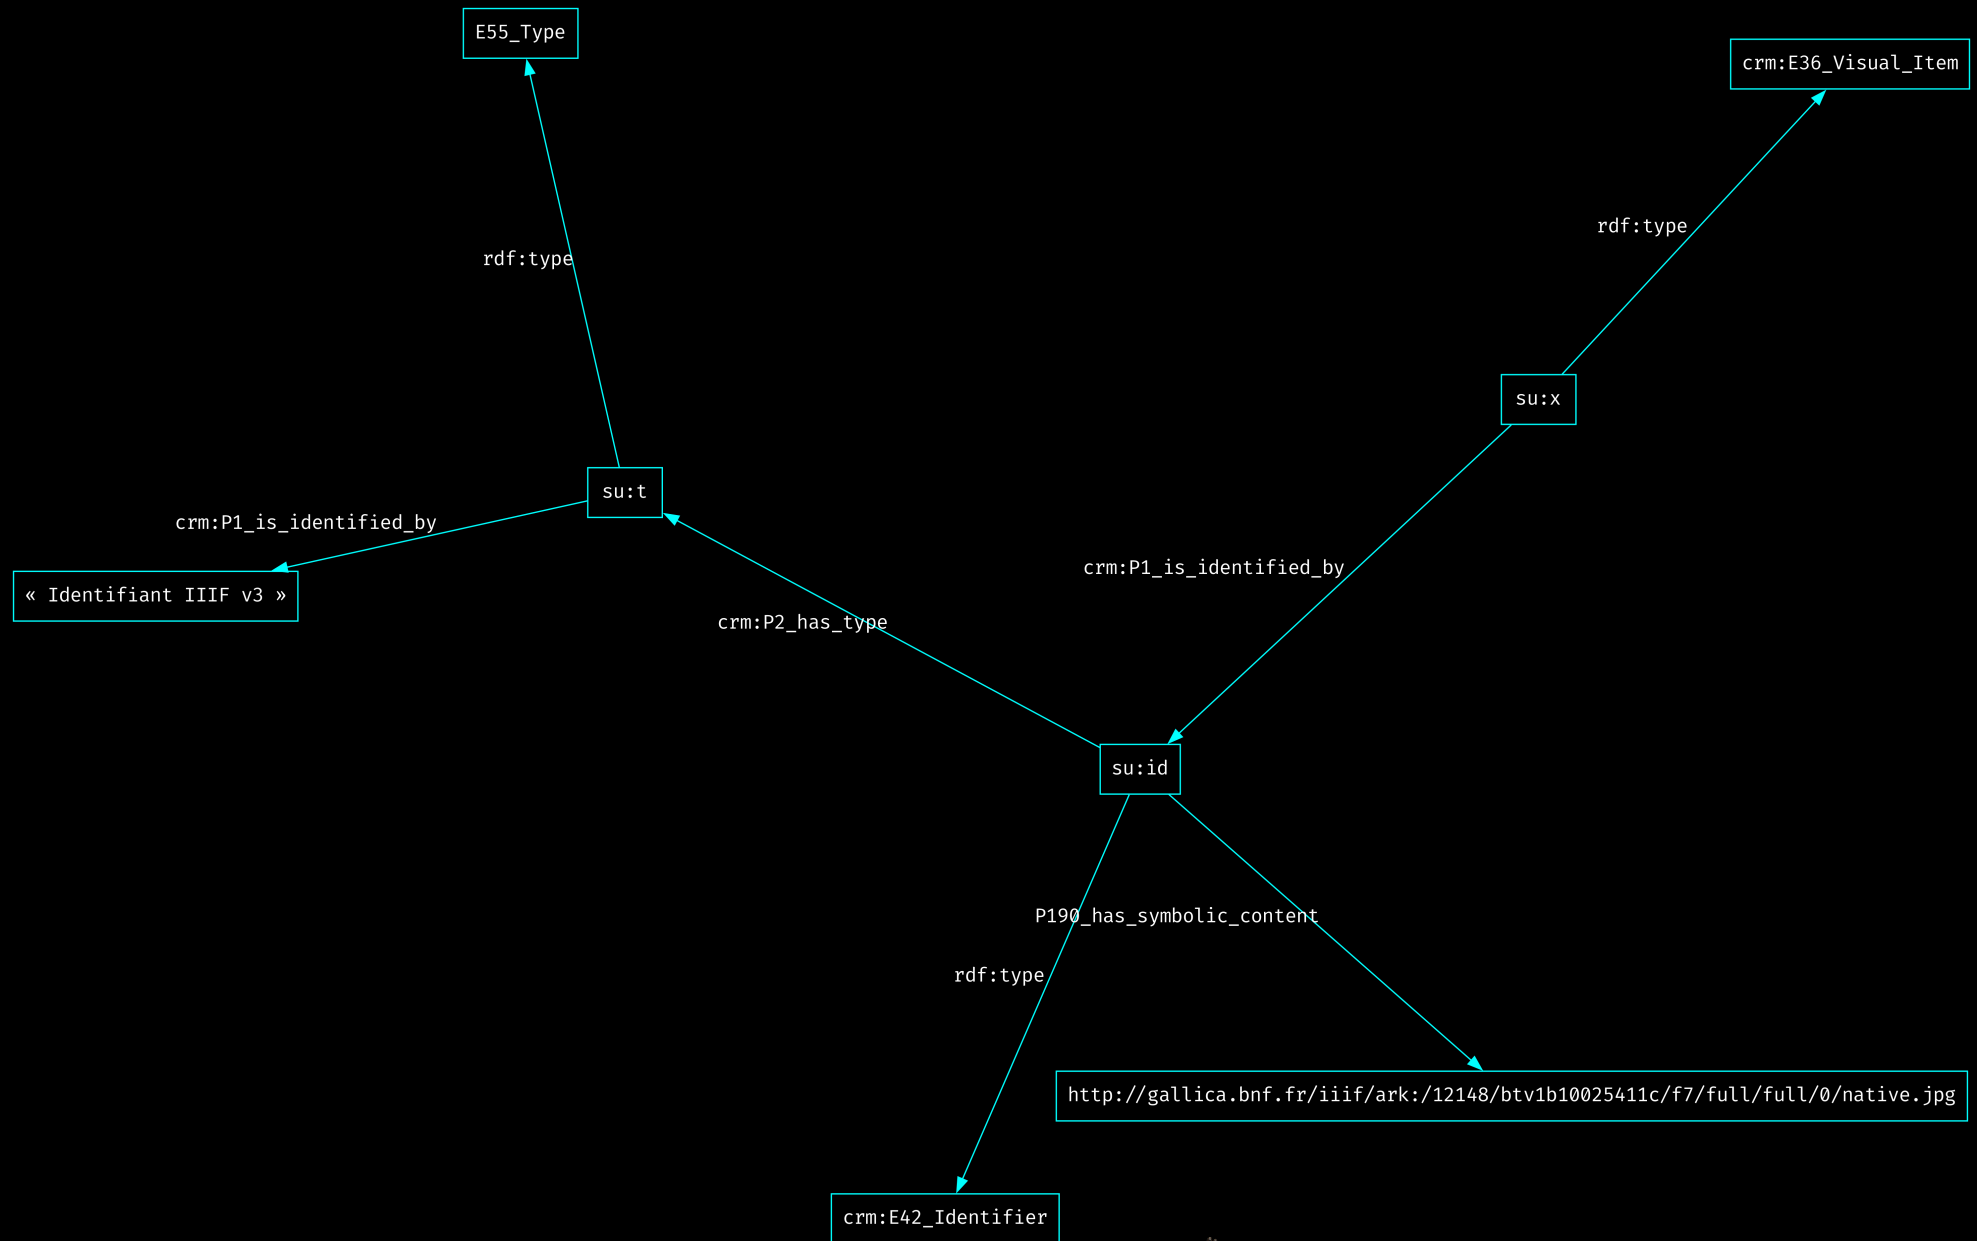 E55_Type
crm:E36_Visual_Item
rdf:type
rdf:type
su:x
su:t
crm:P1_is_identified_by
crm:P1_is_identified_by
« Identifiant IIIF v3 »
crm:P2_has_type
su:id
P190_has_symbolic_content
rdf:type
http://gallica.bnf.fr/iiif/ark:/12148/btv1b10025411c/f7/full/full/0/native.jpg
crm:E42_Identifier